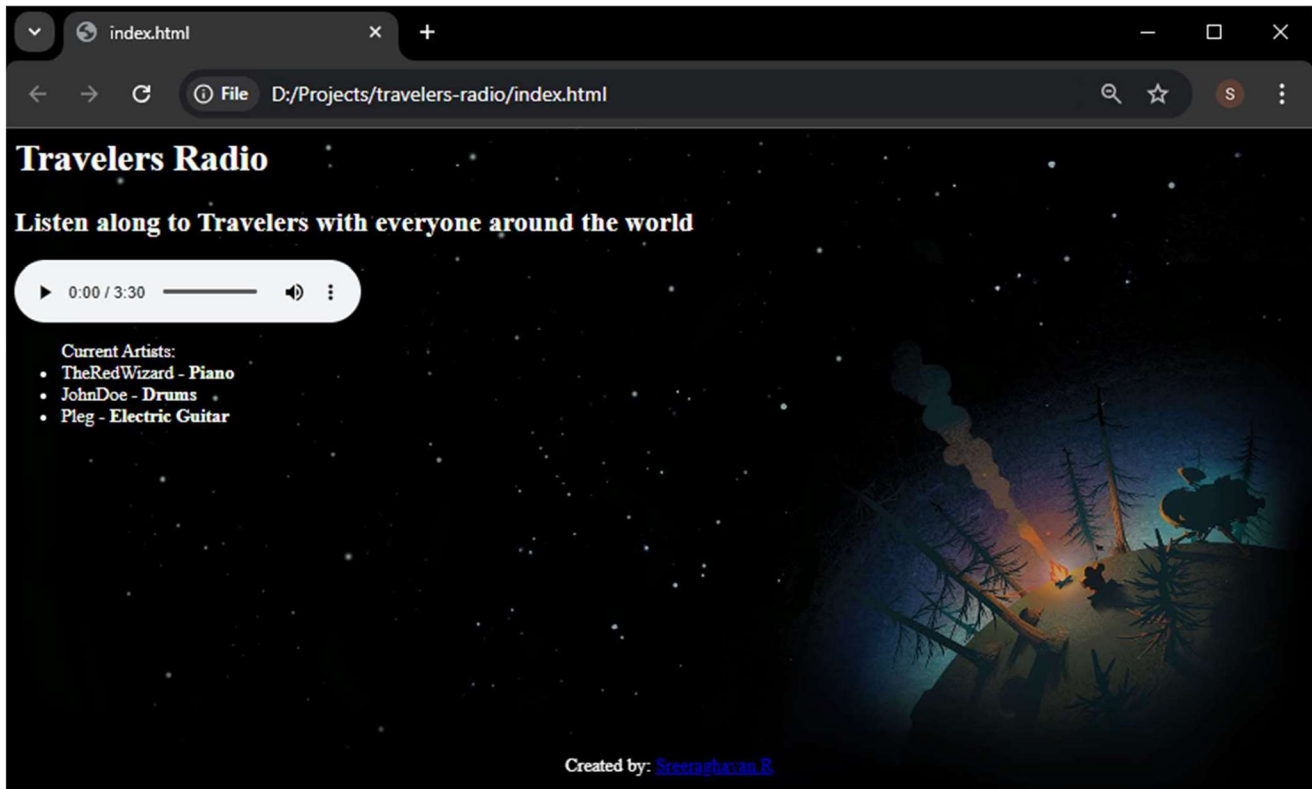 index.html
File D:/Projects/travelers-radio/index.html S
Travelers Radio
Listen along to Travelers with everyone around the world
0:00 / 3:30
Current Artists:
TheRedWizard - Piano
JohnDoe - Drums
Pleg - Electric Guitar
Created by: Sreeraghavan R